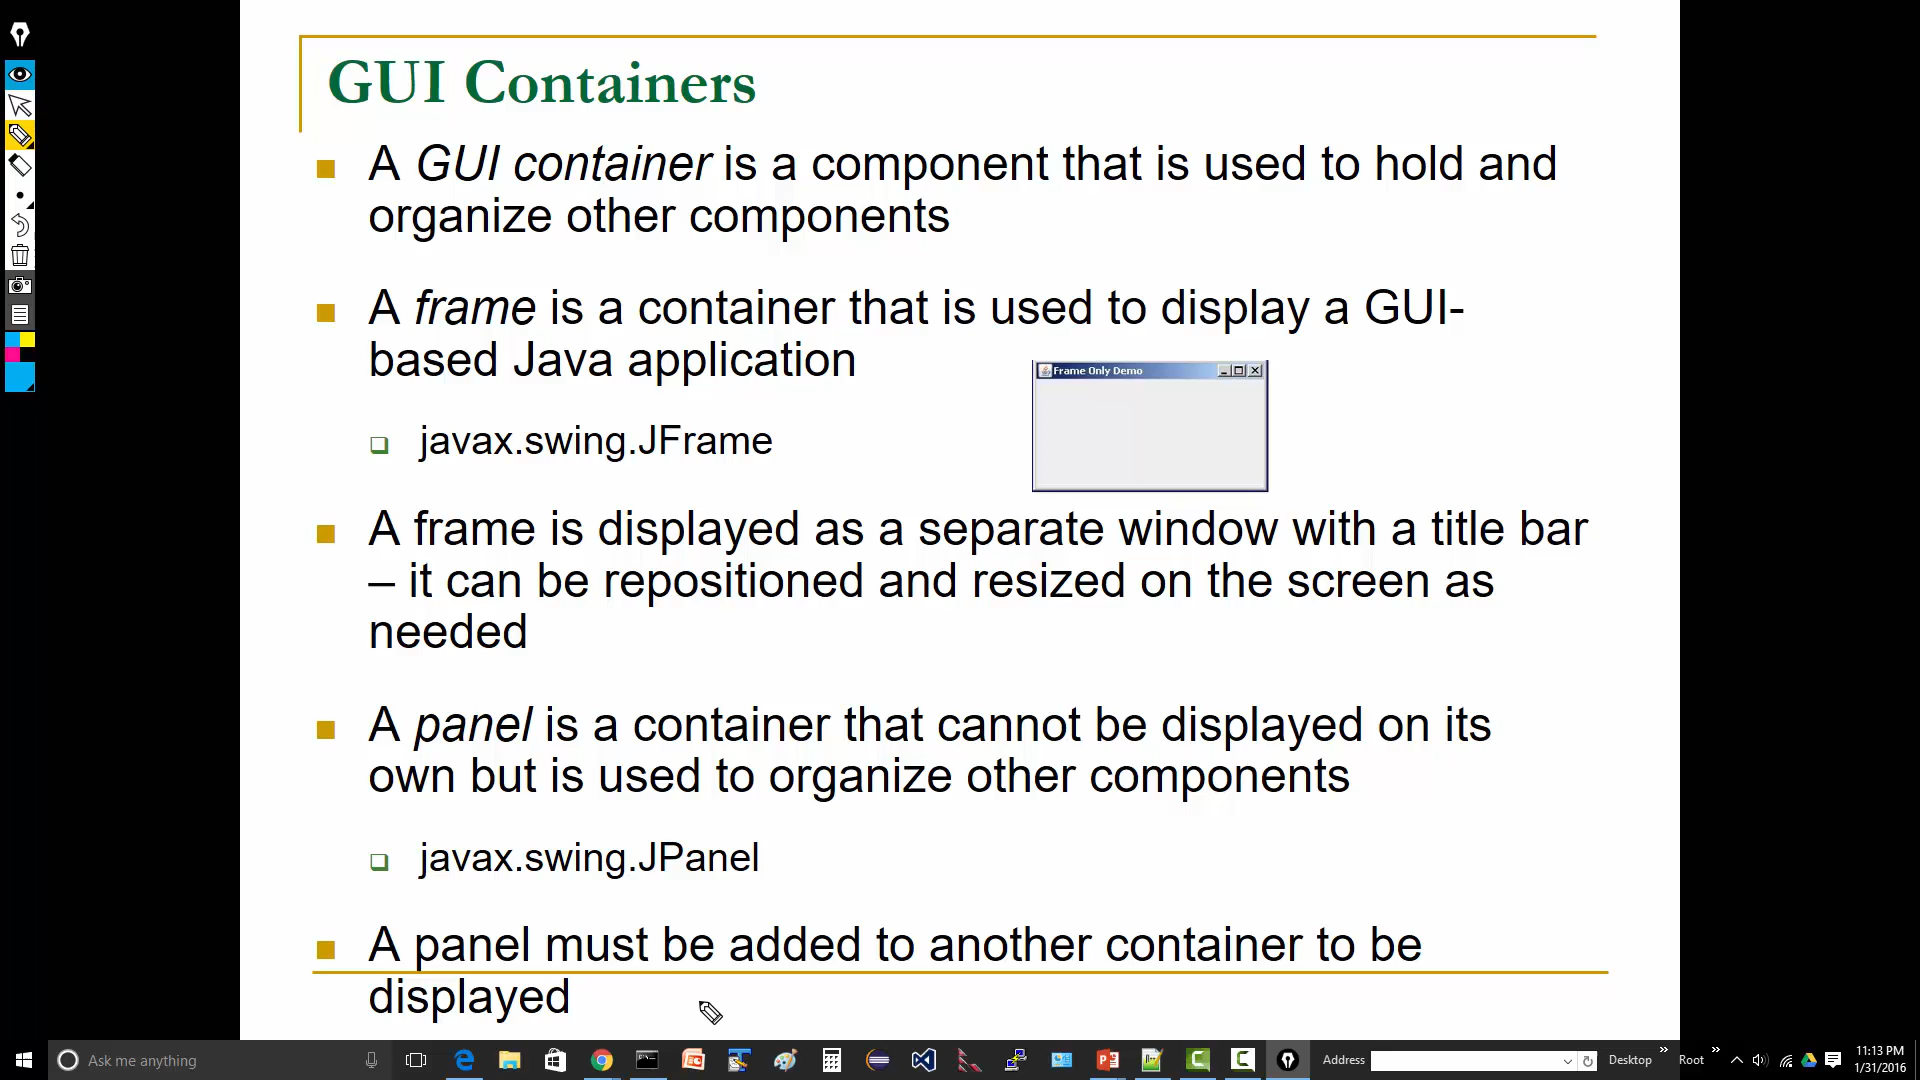 GUI Containers
A GUI container is a component that is used to hold and
organize other components
A frame is a container that is used to display a GUI-
based Java application
Frame Only Demo
javax.swing.JFrame
A frame is displayed as a separate window with a title bar
– it can be repositioned and resized on the screen as
needed
A panel is a container that cannot be displayed on its
own but is used to organize other components
javax.swing.JPanel
A panel must be added to another container to be
displayed
Ask me anything
Address
Desktop
Root
11:13 PM
1/31/2016